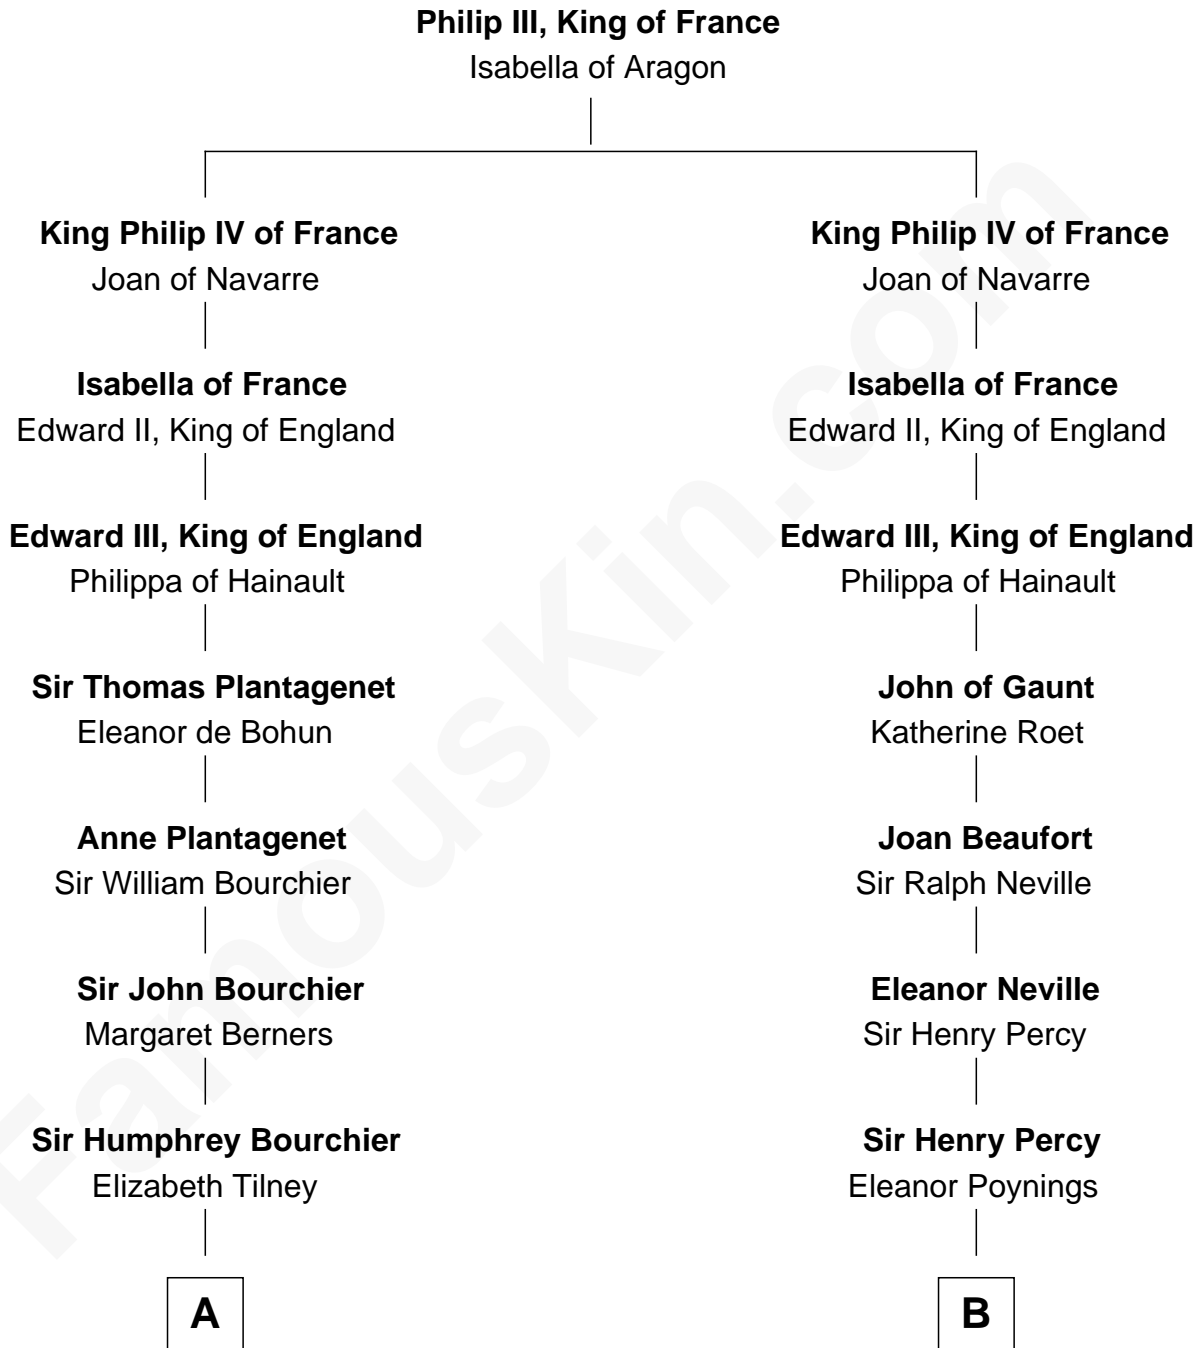 Philip III, King of France
Isabella of Aragon
King Philip IV of France
Joan of Navarre
Isabella of France
Edward II, King of England
Edward III, King of England
Philippa of Hainault
Sir Thomas Plantagenet
Eleanor de Bohun
Anne Plantagenet
Sir William Bourchier
Sir John Bourchier
Margaret Berners
Sir Humphrey Bourchier
Elizabeth Tilney
A
King Philip IV of France
Joan of Navarre
Isabella of France
Edward II, King of England
Edward III, King of England
Philippa of Hainault
John of Gaunt
Katherine Roet
Joan Beaufort
Sir Ralph Neville
Eleanor Neville
Sir Henry Percy
Sir Henry Percy
Eleanor Poynings
B
FamousKin.com